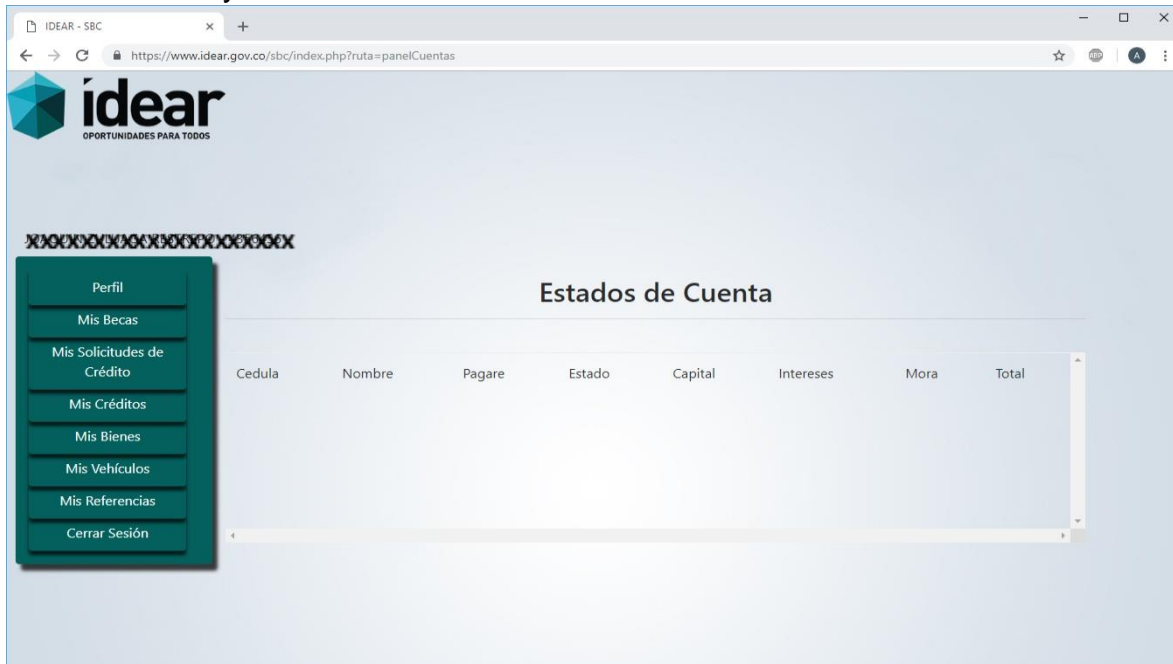 IDEAR - SBC
https://www.idear.gov.co/sbc/index.php?ruta=panelCuentas
ABP
A
idear
OPORTUNIDADES PARA TODOS
Perfil
Mis Becas
Mis Solicitudes de
Crédito
Mis Créditos
Mis Bienes
Mis Vehículos
Mis Referencias
Cerrar Sesión
Estados de Cuenta
Cedula Nombre Pagare Estado Capital Intereses Mora Total